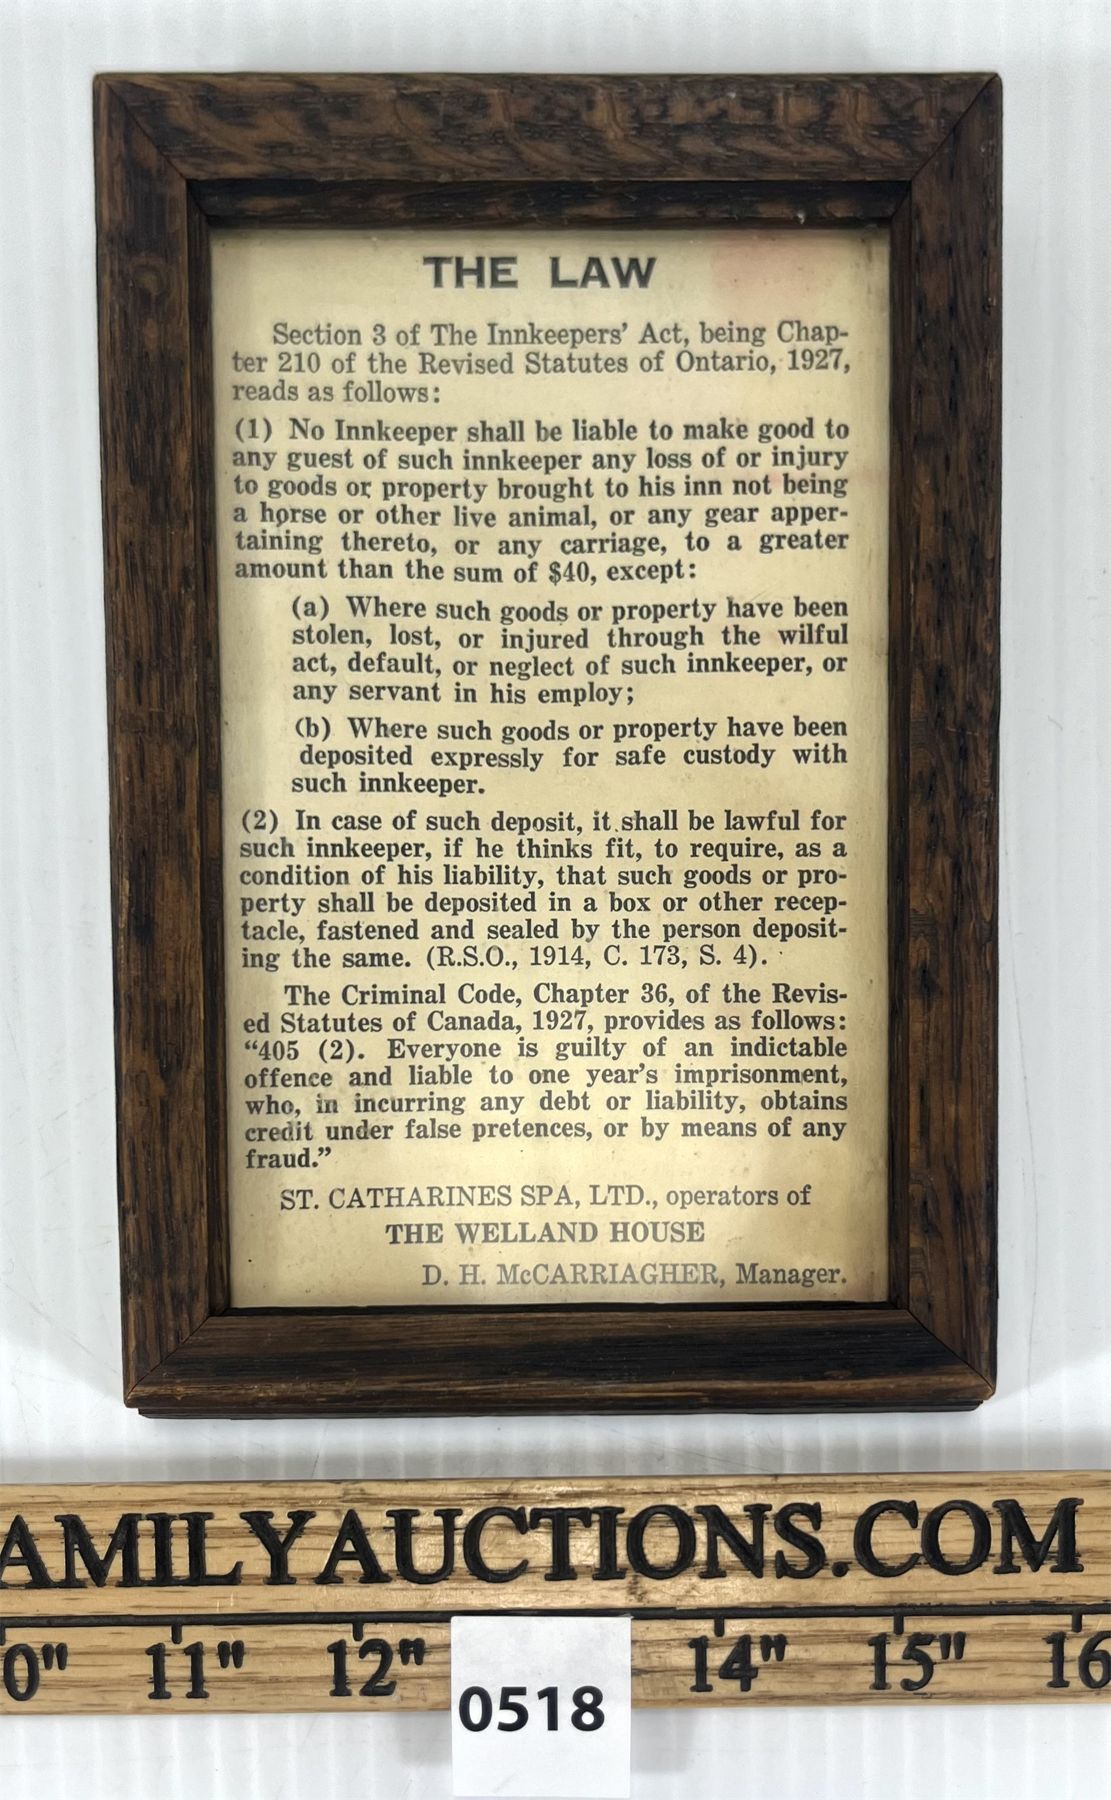 THE LAW
Section 3 of The Innkeepers' Act, being Chap-
ter 210 of the Revised Statutes of Ontario, 1927,
reads as follows:
(1) No Innkeeper shall be liable to make good to
any guest of such innkeeper any loss of or injury
to goods or property brought to his inn not being
a horse or other live animal, or any gear apper-
taining thereto, or any carriage, to a greater
amount than the sum of $40, except:
(a) Where such goods or property have been
stolen, lost, or injured through the wilful
act, default, or neglect of such innkeeper, or
any servant in his employ;
(b) Where such goods or property have been
deposited expressly for safe custody with
such innkeeper.
(2) In case of such deposit, it shall be lawful for
such innkeeper, if he thinks fit, to require, as a
condition of his liability, that such goods or pro-
perty shall be deposited in a box or other recep-
tacle, fastened and sealed by the person deposit-
ing the same. (R.S.O., 1914, C. 173, S. 4).
The Criminal Code, Chapter 36, of the Revis-
ed Statutes of Canada, 1927, provides as follows:
"405 (2). Everyone is guilty of an indictable
offence and liable to one year's imprisonment,
who, in incurring any debt or liability, obtains
credit under false pretences, or by means of any
fraud."
ST. CATHARINES SPA, LTD., operators of
THE WELLAND HOUSE
D. H. McCARRIAGHER, Manager.
AMILYAUCTIONS.COM
0" 11" 12" 14" 15" 16
0518